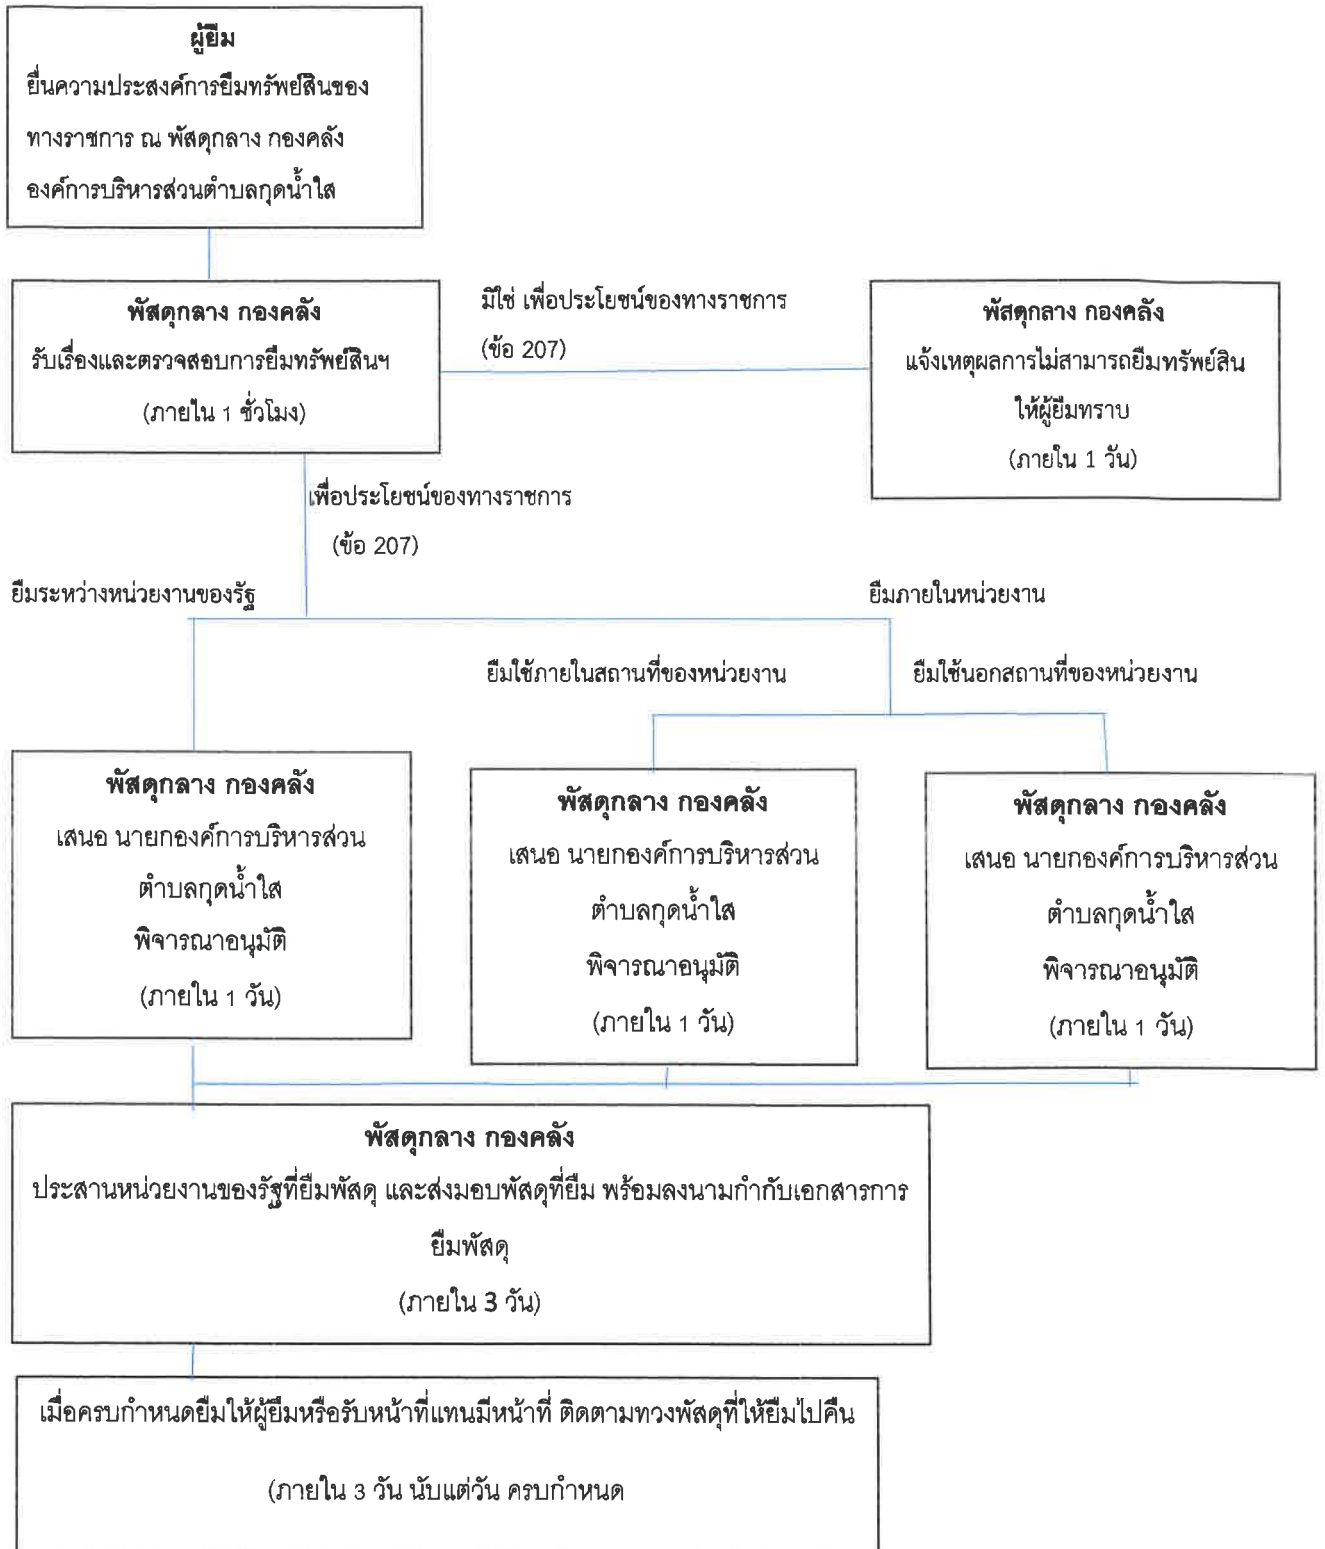 ผู้ยืม
ยื่นความประสงค์การยืมทรัพย์สินของ
ทางราชการ ณ พัสดุกลาง กองคลัง
องค์การบริหารส่วนตำบลกุดน้ำใส
พัสดุกลาง กองคลัง
รับเรื่องและตรวจสอบการยืมทรัพย์สินฯ
(ภายใน 1 ชั่วโมง)
มิใช่ เพื่อประโยชน์ของทางราชการ
(ข้อ 207)
พัสดุกลาง กองคลัง
แจ้งเหตุผลการไม่สามารถยืมทรัพย์สิน
ให้ผู้ยืมทราบ
(ภายใน 1 วัน)
เพื่อประโยชน์ของทางราชการ
(ข้อ 207)
ยืมระหว่างหน่วยงานของรัฐ
ยืมภายในหน่วยงาน
ยืมใช้ภายในสถานที่ของหน่วยงาน
ยืมใช้นอกสถานที่ของหน่วยงาน
พัสดุกลาง กองคลัง
เสนอ นายกองค์การบริหารส่วน
ตำบลกุดน้ำใส
พิจารณาอนุมัติ
(ภายใน 1 วัน)
พัสดุกลาง กองคลัง
เสนอ นายกองค์การบริหารส่วน
ตำบลกุดน้ำใส
พิจารณาอนุมัติ
(ภายใน 1 วัน)
พัสดุกลาง กองคลัง
เสนอ นายกองค์การบริหารส่วน
ตำบลกุดน้ำใส
พิจารณาอนุมัติ
(ภายใน 1 วัน)
พัสดุกลาง กองคลัง
ประสานหน่วยงานของรัฐที่ยืมพัสดุ และส่งมอบพัสดุที่ยืม พร้อมลงนามกำกับเอกสารการ
ยืมพัสดุ
(ภายใน 3 วัน)
เมื่อครบกำหนดยืมให้ผู้ยืมหรือรับหน้าที่แทนมีหน้าที่ ติดตามทวงพัสดุที่ให้ยืมไปคืน
(ภายใน 3 วัน นับแต่วัน ครบกำหนด